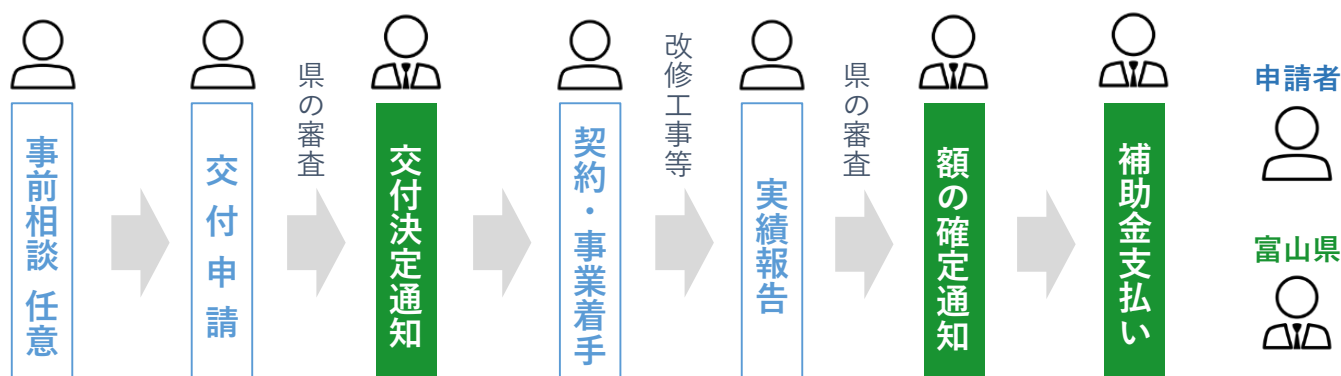 事前相談 任意
交付申請
県の審査
交付決定通知
契約・事業着手
改修工事等
実績報告
県の審査
額の確定通知
補助金支払い
申請者
富山県